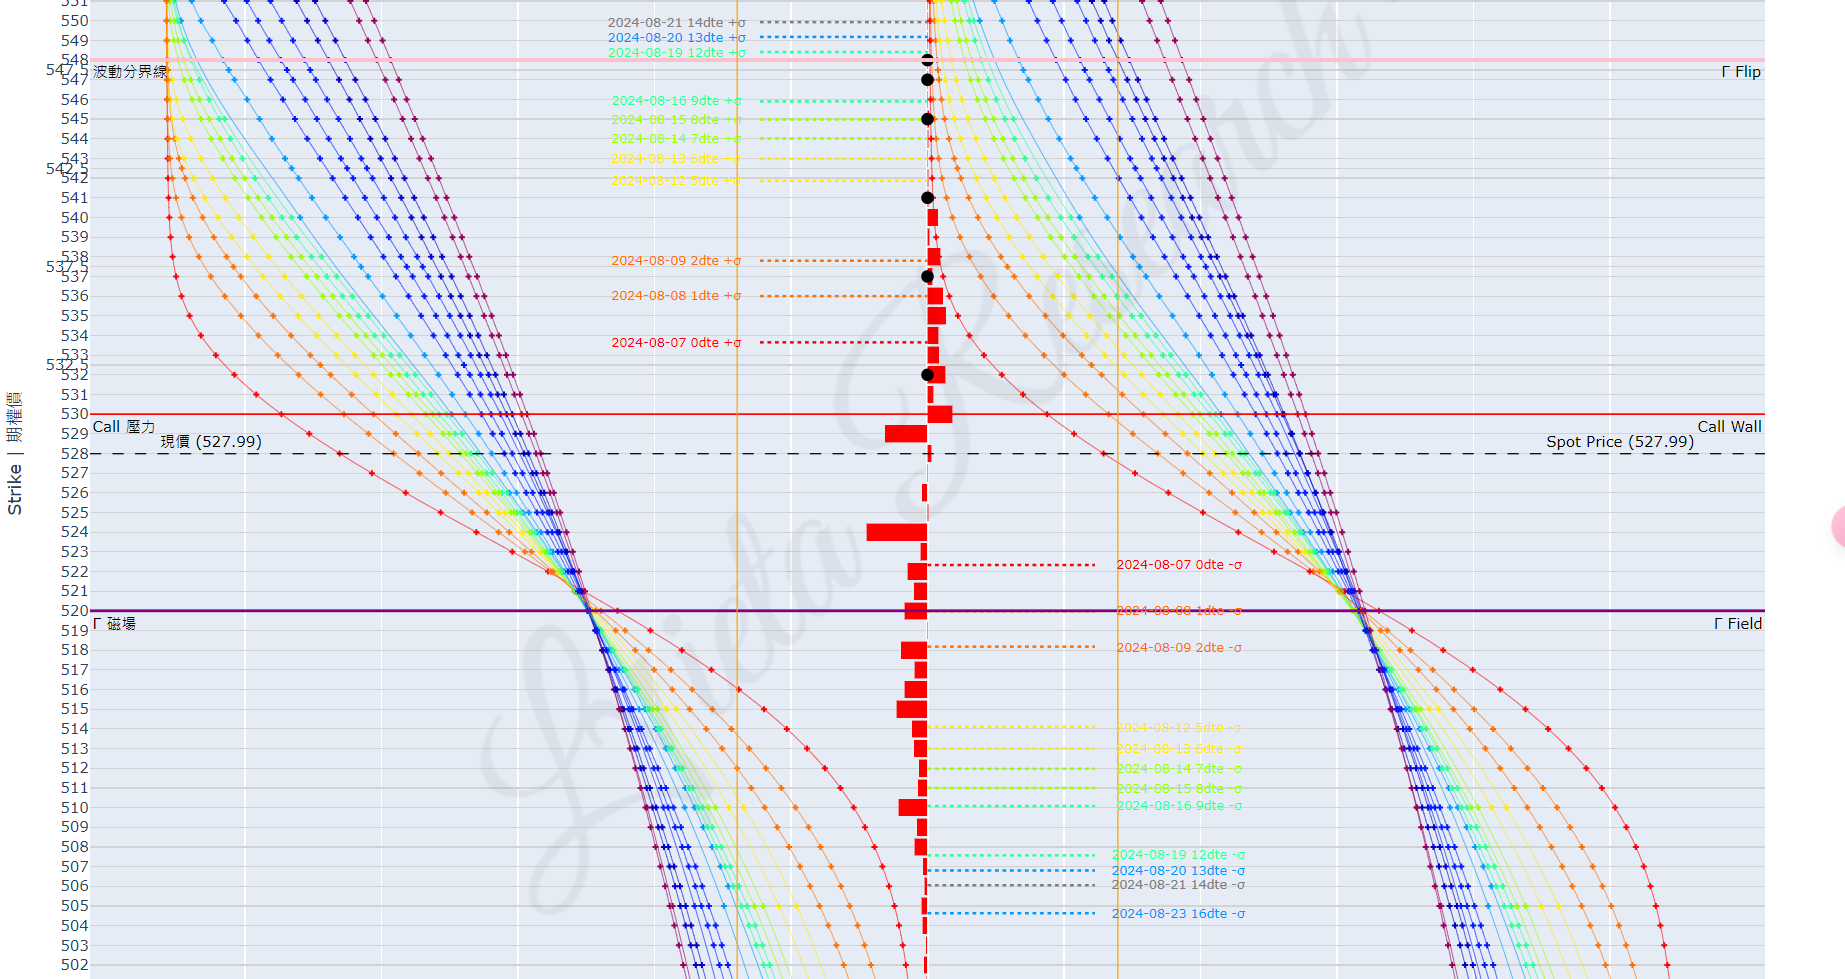 551
550
549
548
547.5
547
546
545
544
543
542.5
542
541
540
539
538
537.5
537
536
535
534
533
532.5
532
531
530
529
528
527
526
525
524
523
522
521
520
519
518
517
516
515
514
513
512
511
510
509
508
507
506
505
504
503
502
Strike | 期權價
波動分界線
Γ Flip
Call 壓力
Call Wall
現價 (527.99)
Spot Price (527.99)
Γ 磁場
Γ Field
2024-08-21 14dte +σ
2024-08-20 13dte +σ
2024-08-19 12dte +σ
2024-08-16 9dte +σ
2024-08-15 8dte +σ
2024-08-14 7dte +σ
2024-08-13 6dte +σ
2024-08-12 5dte +σ
2024-08-09 2dte +σ
2024-08-08 1dte +σ
2024-08-07 0dte +σ
2024-08-07 0dte -σ
2024-08-08 1dte -σ
2024-08-09 2dte -σ
2024-08-12 5dte -σ
2024-08-13 6dte -σ
2024-08-14 7dte -σ
2024-08-15 8dte -σ
2024-08-16 9dte -σ
2024-08-19 12dte -σ
2024-08-20 13dte -σ
2024-08-21 14dte -σ
2024-08-23 16dte -σ